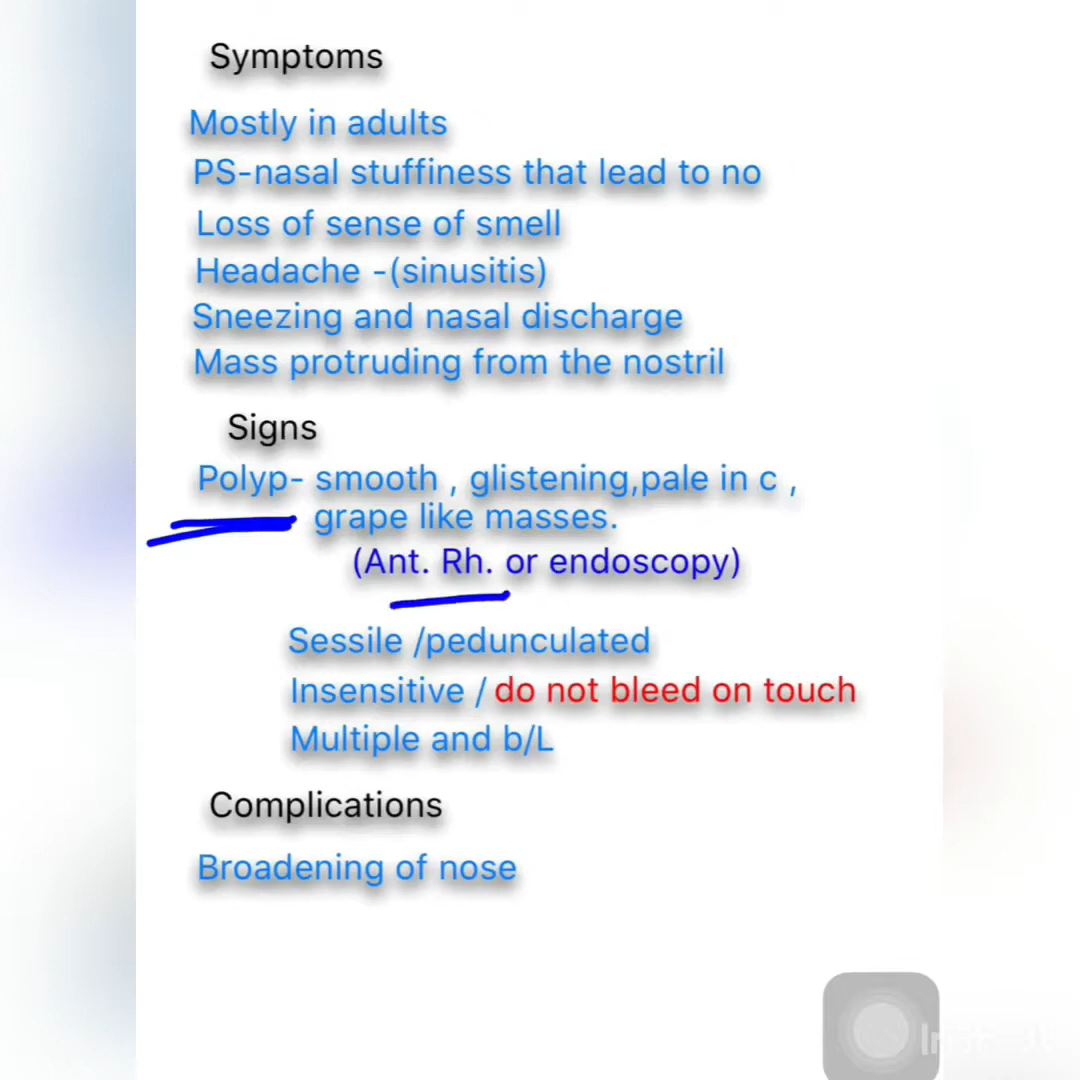 Symptoms
Mostly in adults
PS-nasal stuffiness that lead to no
Loss of sense of smell
Headache -(sinusitis)
Sneezing and nasal discharge
Mass protruding from the nostril
Signs
Polyp- smooth , glistening,pale in c ,
grape like masses.
(Ant. Rh. or endoscopy)
Sessile /pedunculated
Insensitive / do not bleed on touch
Multiple and b/L
Complications
Broadening of nose